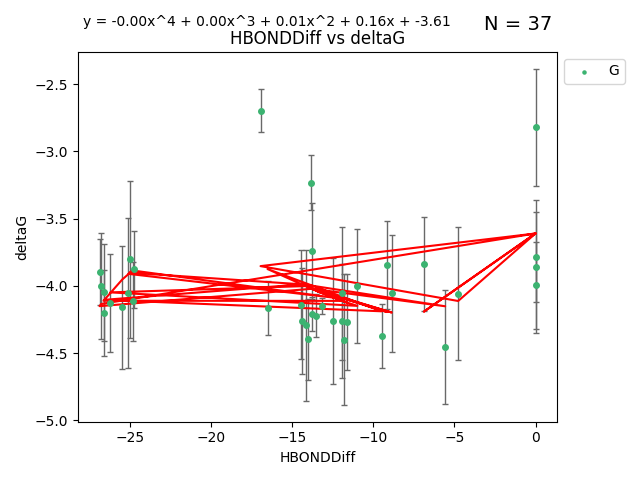 y = -0.00x^4 + 0.00x^3 + 0.01x^2 + 0.16x + -3.61
N = 37
HBONDDiff vs deltaG
G
−2.5
−3.0
−3.5
−4.0
−4.5
−5.0
deltaG
−25
−20
−15
−10
−5
0
HBONDDiff